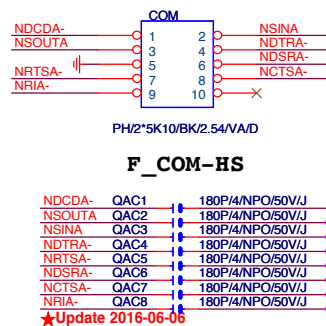 COM
NDCDA- 1 2 NSINA
NSOUTA 3 4 NDTRA-
5 6 NDSRA-
NRTSA- 7 8 NCTSA-
NRIA- 9 10
PH/2*5K10/BK/2.54/VA/D
F_COM-HS
NDCDA- QAC1 180P/4/NPO/50V/J
NSOUTA QAC2 180P/4/NPO/50V/J
NSINA QAC3 180P/4/NPO/50V/J
NDTRA- QAC4 180P/4/NPO/50V/J
NRTSA- QAC5 180P/4/NPO/50V/J
NDSRA- QAC6 180P/4/NPO/50V/J
NCTSA- QAC7 180P/4/NPO/50V/J
NRIA- QAC8 180P/4/NPO/50V/J
★Update 2016-06-06